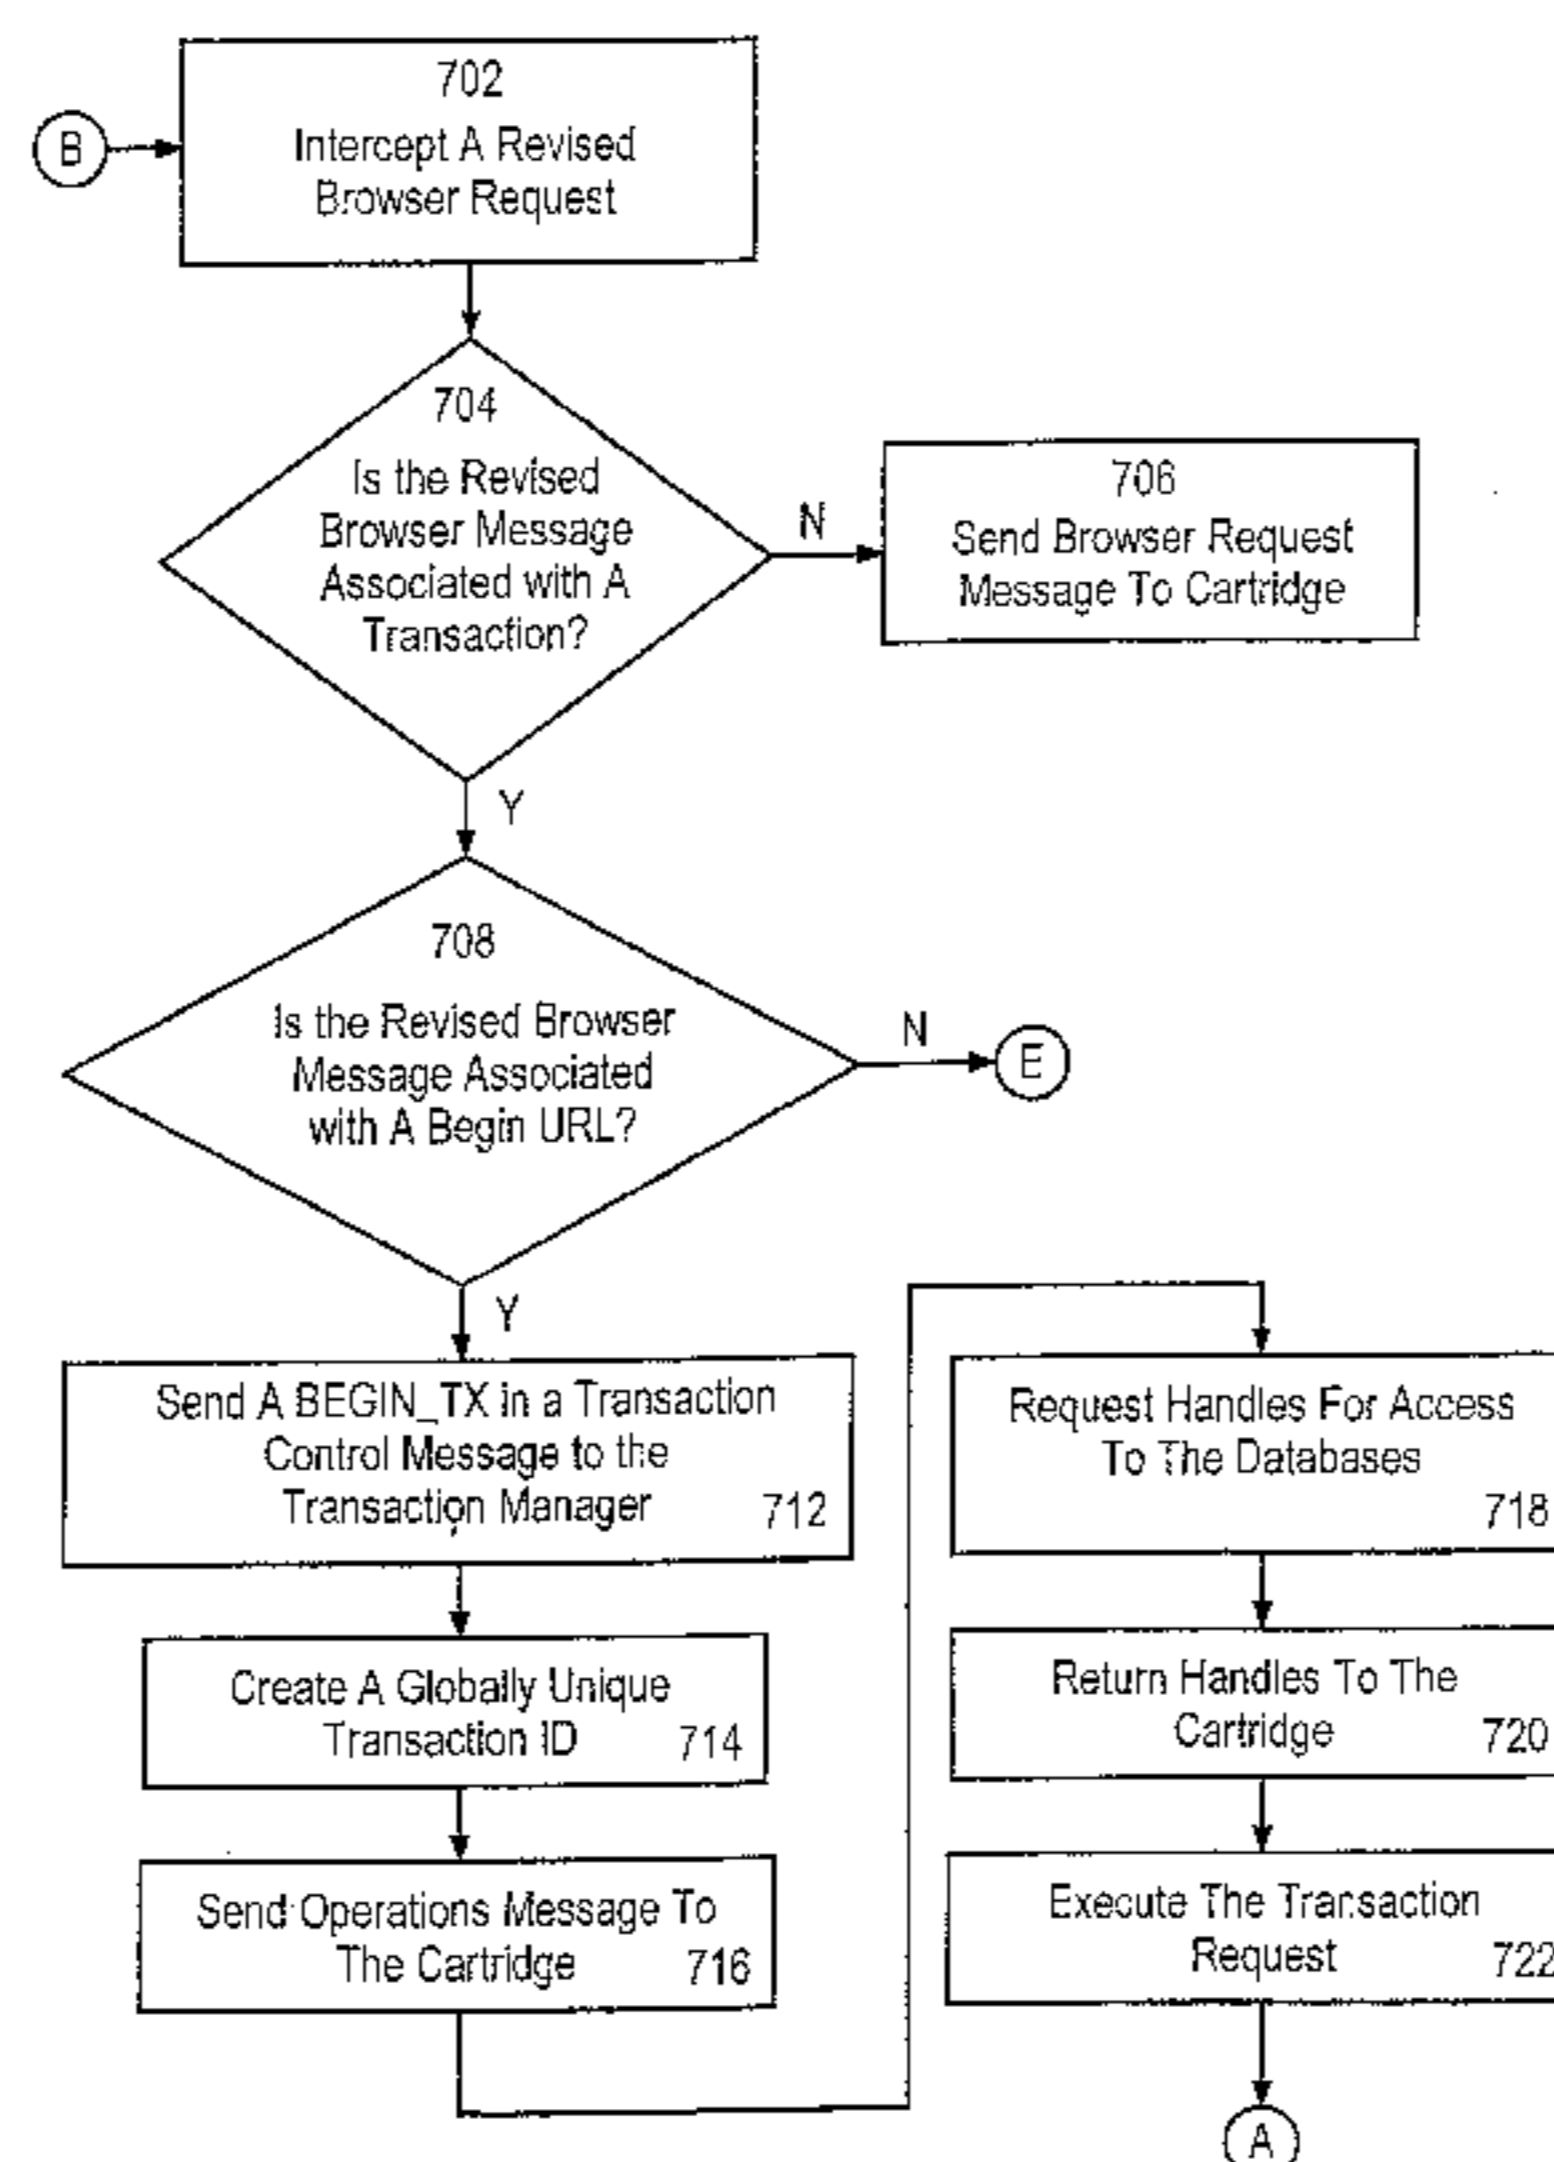 B
702
Intercept A Revised
Browser Request
704
Is the Revised
Browser Message
Associated with A
Transaction?
N
706
Send Browser Request
Message To Cartridge
Y
708
Is the Revised Browser
Message Associated
with A Begin URL?
N
E
Y
Send A BEGIN_TX in a Transaction
Control Message to the
Transaction Manager
712
Create A Globally Unique
Transaction ID
714
Send Operations Message To
The Cartridge
716
Request Handles For Access
To The Databases
718
Return Handles To The
Cartridge
720
Execute The Transaction
Request
722
A